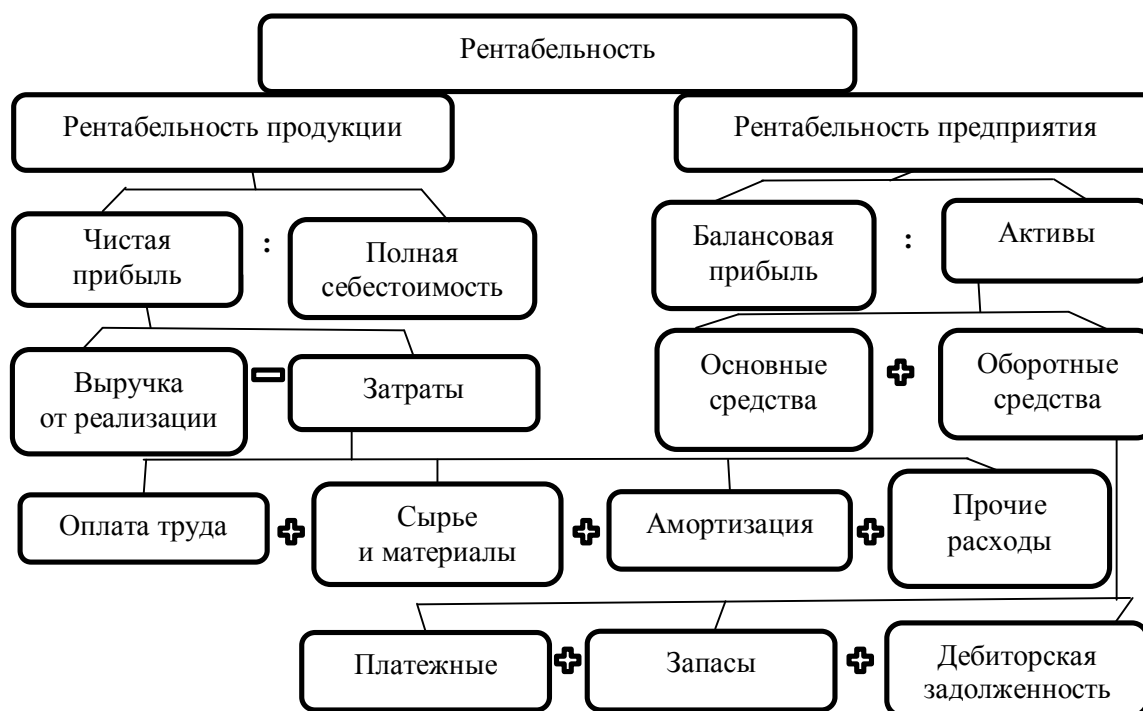 Рентабельность
Рентабельность продукции
Рентабельность предприятия
Чистая
прибыль
:
Полная
себестоимость
Балансовая
прибыль
:
Активы
Выручка
от реализации
Затраты
Основные
средства
Оборотные
средства
Оплата труда
Сырье
и материалы
Амортизация
Прочие
расходы
Платежные
Запасы
Дебиторская
задолженность